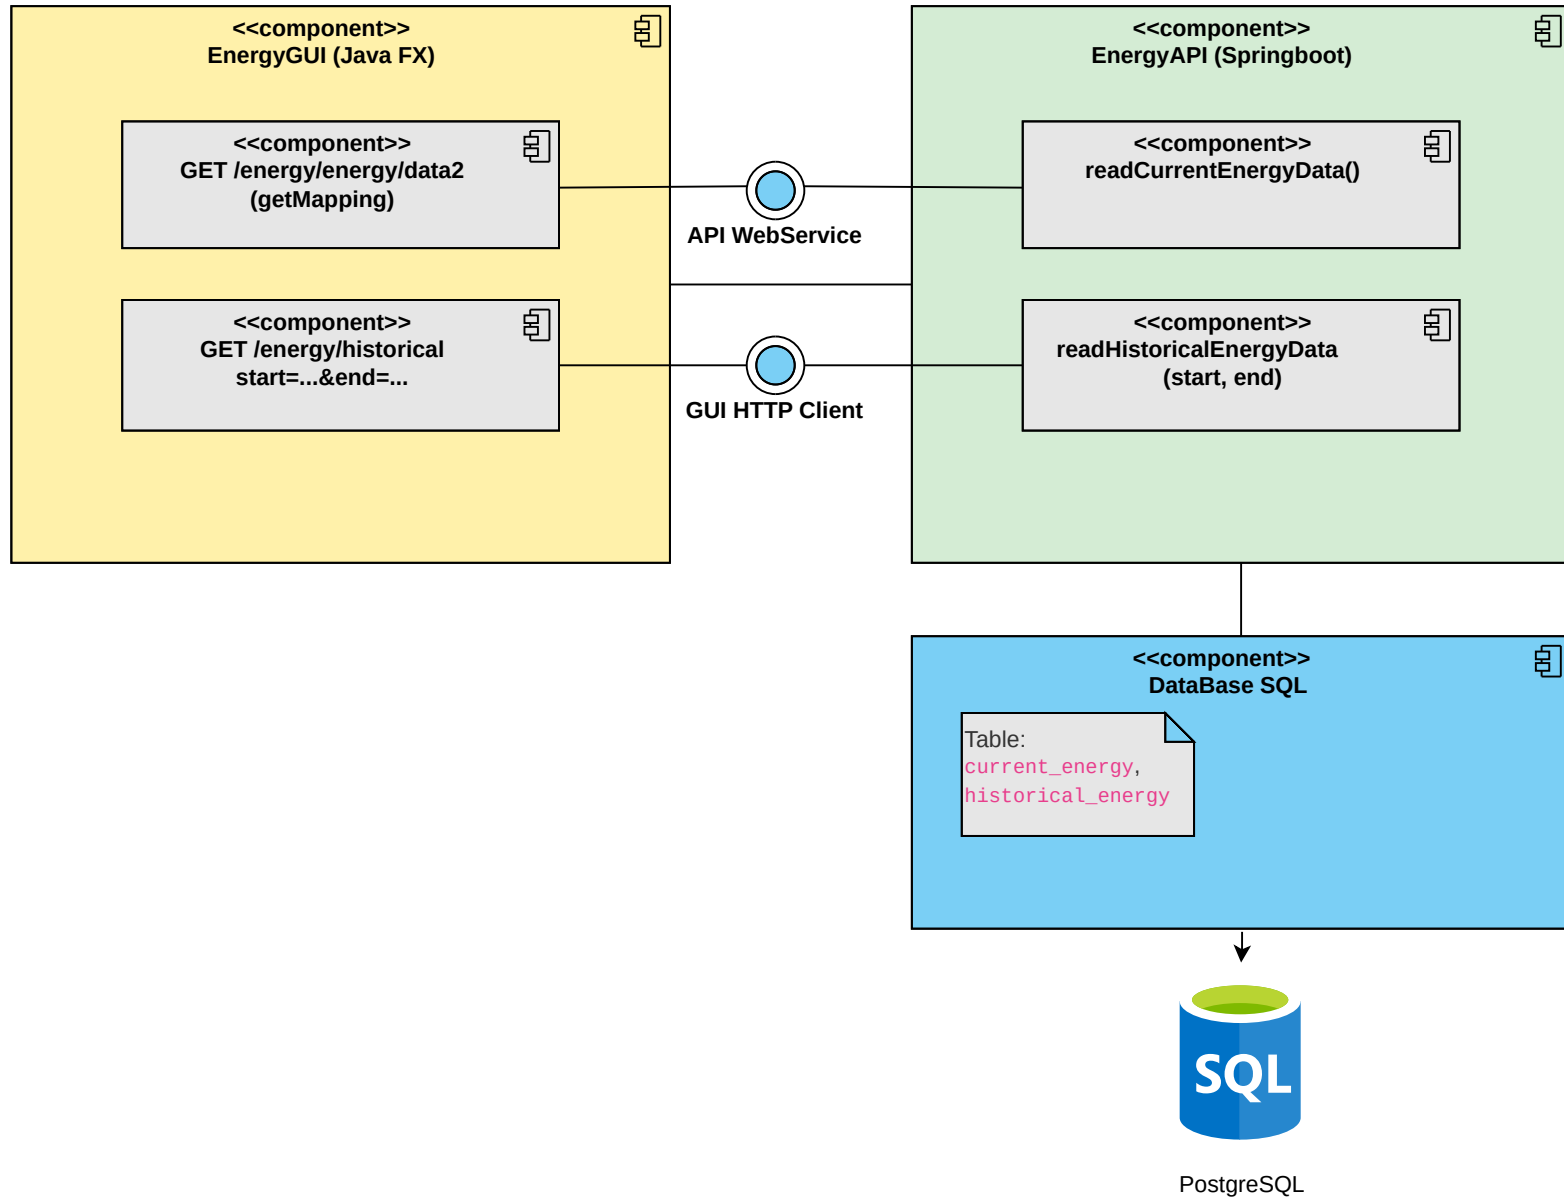 <<component>>
EnergyGUI (Java FX)
<<component>>
GET /energy/energy/data2
(getMapping)
<<component>>
GET /energy/historical
start=...&end=...
API WebService
GUI HTTP Client
<<component>>
EnergyAPI (Springboot)
<<component>>
readCurrentEnergyData()
<<component>>
readHistoricalEnergyData
(start, end)
<<component>>
DataBase SQL
Table:
current_energy,
historical_energy
SQL
PostgreSQL